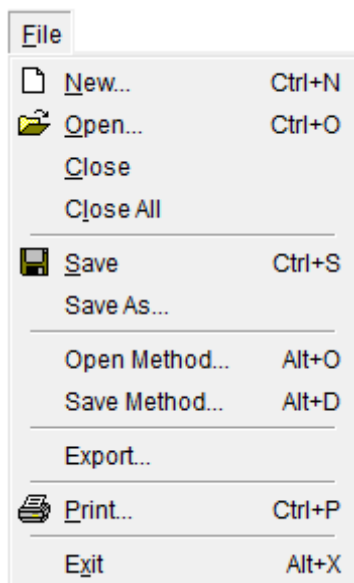 File
New... Ctrl+N
Open... Ctrl+O
Close
Close All
Save Ctrl+S
Save As...
Open Method... Alt+O
Save Method... Alt+D
Export...
Print... Ctrl+P
Exit Alt+X